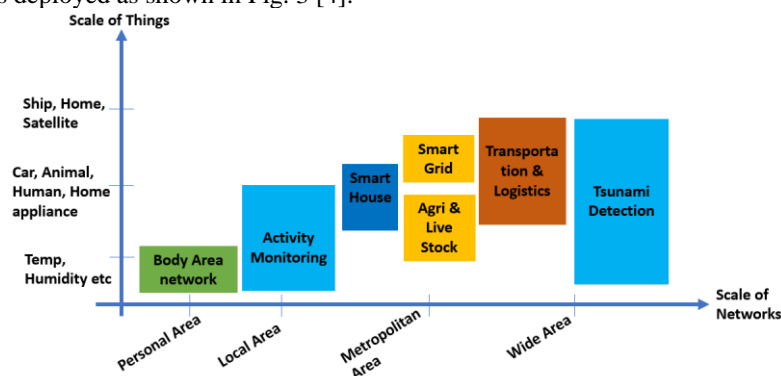 s deployed as shown in Fig. 3 [4].
Scale of Things
Ship, Home,
Satellite
Car, Animal,
Human, Home
appliance
Temp,
Humidity etc
Body Area
network
Activity
Monitoring
Smart
House
Smart
Grid
Agri &
Live
Stock
Transporta
tion &
Logistics
Tsunami
Detection
Scale of
Networks
Personal Area
Local Area
Metropolitan
Area
Wide Area